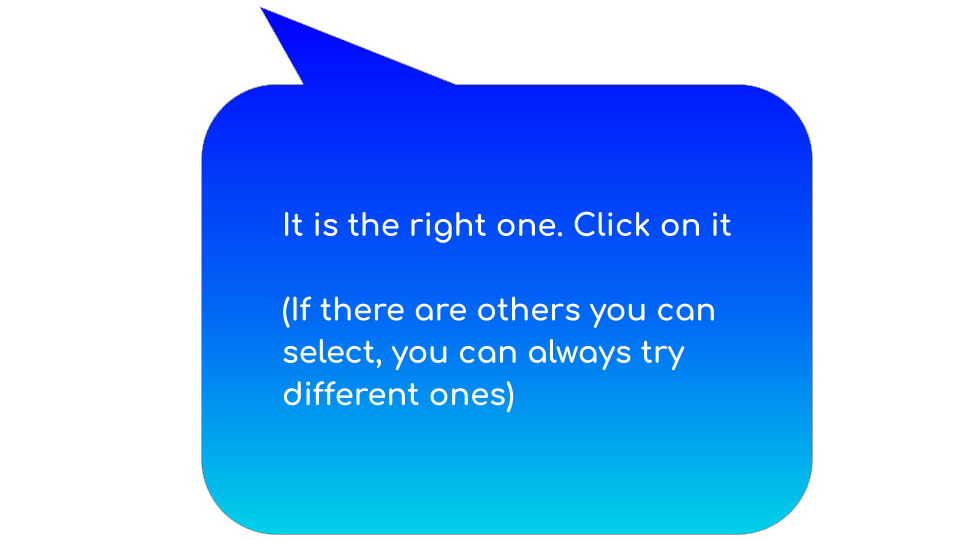 It is the right one. Click on it
(If there are others you can
select, you can always try
different ones)